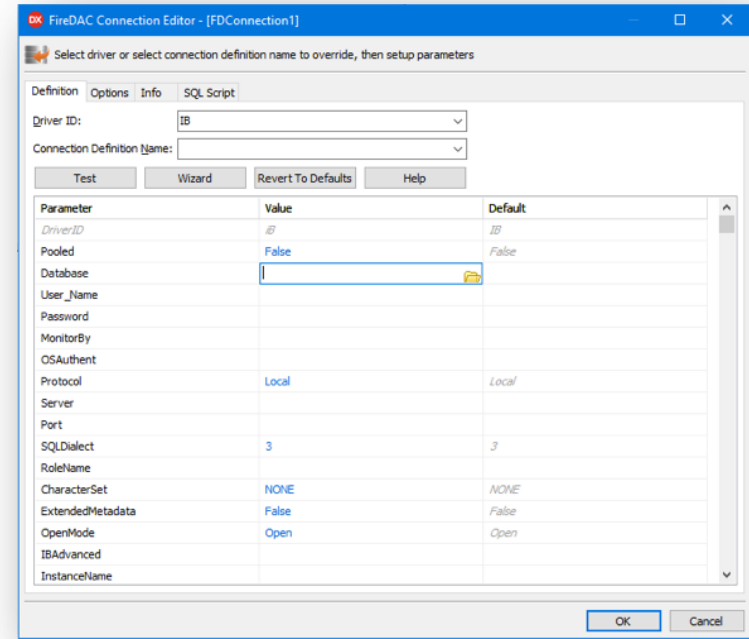 DX FireDAC Connection Editor - [FDConnection1]
Select driver or select connection definition name to override, then setup parameters
Definition Options Info SQL Script
Driver ID: IB
Connection Definition Name:
Test Wizard Revert To Defaults Help
Parameter Value Default
DriverID iB IB
Pooled False False
Database
User_Name
Password
MonitorBy
OSAuthent
Protocol Local Local
Server
Port
SQLDialect 3 3
RoleName
CharacterSet NONE NONE
ExtendedMetadata False False
OpenMode Open Open
IBAdvanced
InstanceName
OK Cancel